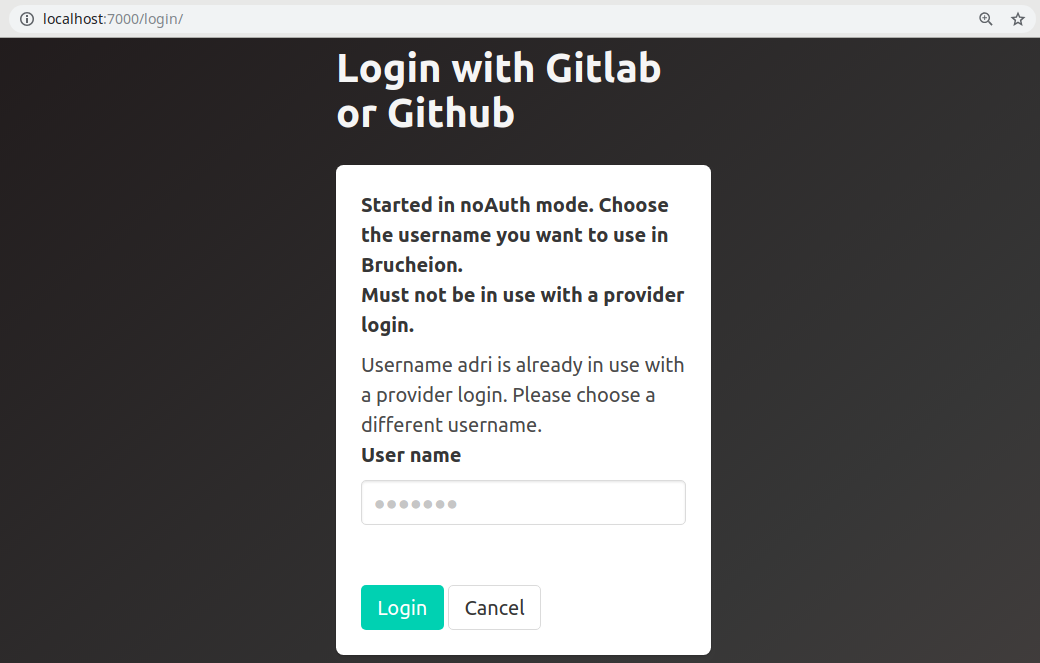 localhost:7000/login/
Login with Gitlab
or Github
Started in noAuth mode. Choose
the username you want to use in
Brucheion.
Must not be in use with a provider
login.
Username adri is already in use with
a provider login. Please choose a
different username.
User name
●●●●●●●
Login Cancel